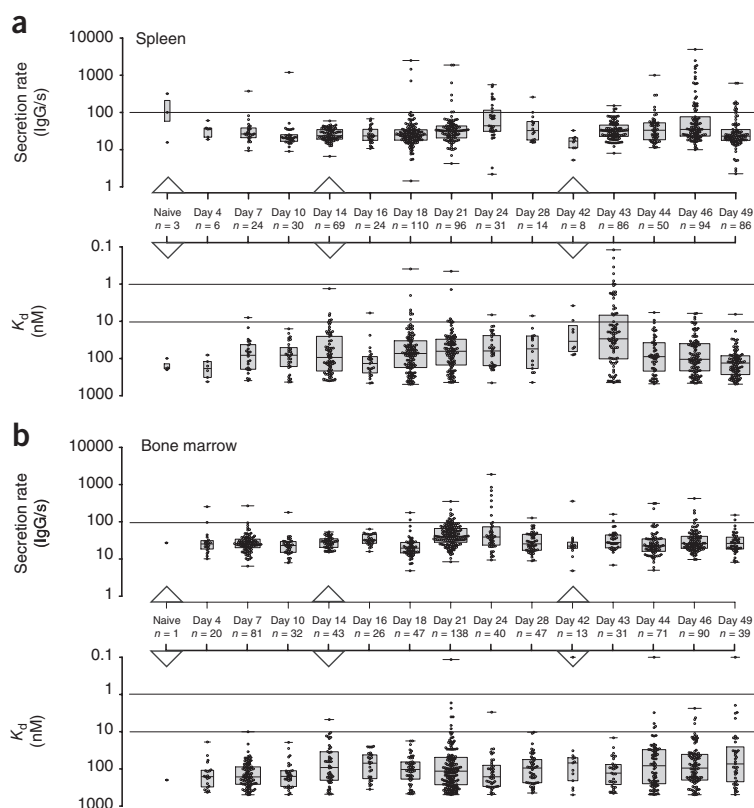 a
Spleen
Secretion rate
(IgG/s)
10000
1000
100
10
1
Naive Day 4 Day 7 Day 10 Day 14 Day 16 Day 18 Day 21 Day 24 Day 28 Day 42 Day 43 Day 44 Day 46 Day 49
n = 3 n = 6 n = 24 n = 30 n = 69 n = 24 n = 110 n = 96 n = 31 n = 14 n = 8 n = 86 n = 50 n = 94 n = 86
Kd
(nM)
0.1
1
10
100
1000
b
Bone marrow
Secretion rate
(IgG/s)
10000
1000
100
10
1
Naive Day 4 Day 7 Day 10 Day 14 Day 16 Day 18 Day 21 Day 24 Day 28 Day 42 Day 43 Day 44 Day 46 Day 49
n = 1 n = 20 n = 81 n = 32 n = 43 n = 26 n = 47 n = 138 n = 40 n = 47 n = 13 n = 31 n = 71 n = 90 n = 39
Kd
(nM)
0.1
1
10
100
1000